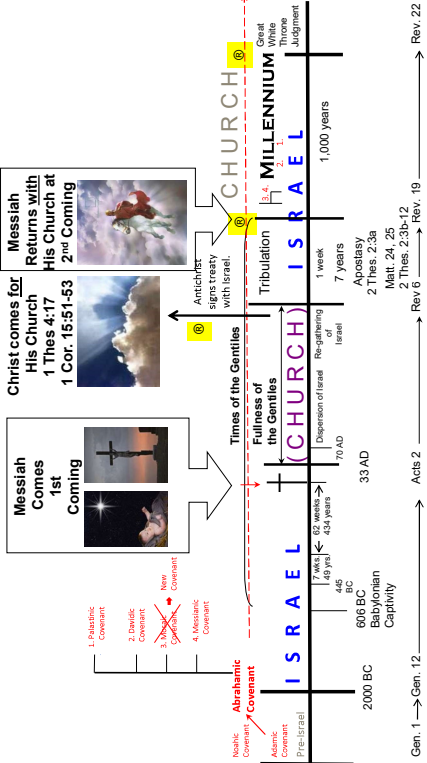 Messiah
Comes
1st
Coming
Christ comes for
His Church
1 Thes 4:17
1 Cor. 15:51-53
Messiah
Returns with
His Church at
2nd Coming
1. Palastinic
Covenant
2. Davidic
Covenant
3. Mosaic
Covenant
New
Covenant
4. Messianic
Covenant
Abrahamic
Covenant
Noahic
Covenant
Adamic
Covenant
Pre-Israel
I S R A E L
Times of the Gentiles
Fullness of
the Gentiles
( C H U R C H )
Dispersion of Israel
Re-gathering
of
Israel
Antichrist
signs treaty
with Israel.
®
®
®
Tribulation
I S R A E L
C H U R C H
MILLENNIUM
3. 4.
2.
1.
Great
White
Throne
Judgment
2000 BC
606 BC
Babylonian
Captivity
445
BC
7 wks.
49 yrs.
62 weeks
434 years
33 AD
70 AD
1 week
7 years
Apostasy
2 Thes. 2:3a
Matt. 24, 25
2 Thes. 2:3b-12
1,000 years
Gen. 1
Gen. 12
Acts 2
Rev 6
Rev. 19
Rev. 22